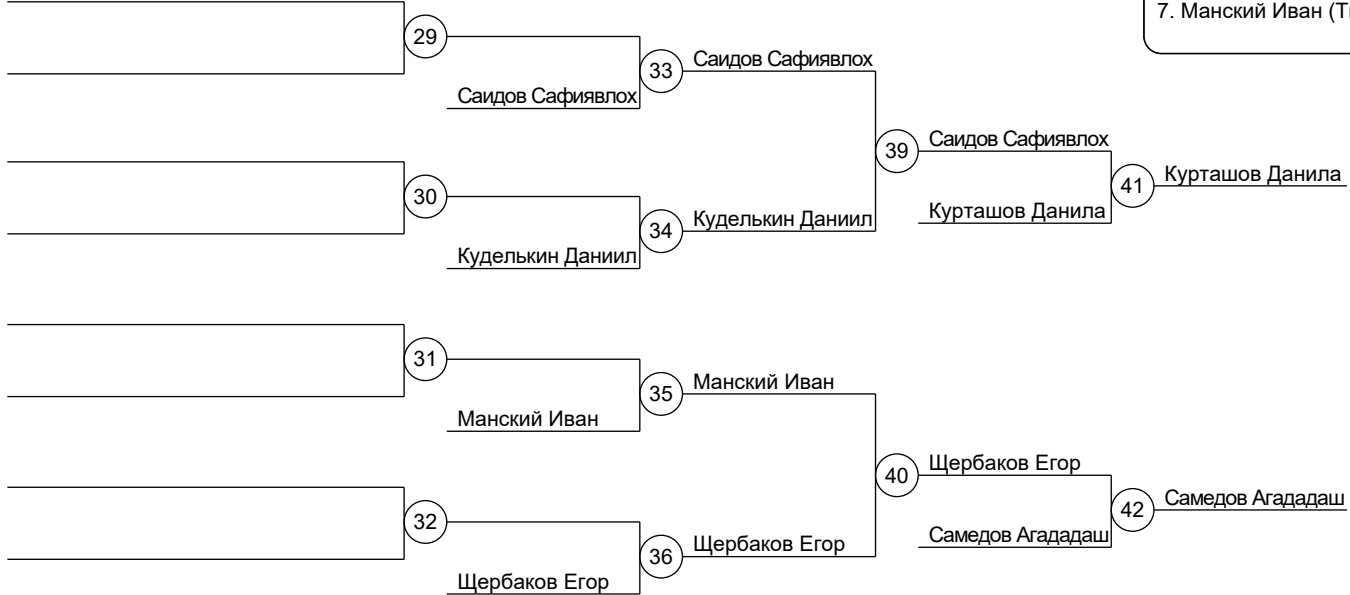 7. Манский Иван
29
33
Саидов Сафиявлох
Саидов Сафиявлох
39
Саидов Сафиявлох
41
Курташов Данила
30
34
Куделькин Даниил
Курташов Данила
Куделькин Даниил
31
35
Манский Иван
Манский Иван
40
Щербаков Егор
42
Самедов Агададаш
32
36
Щербаков Егор
Самедов Агададаш
Щербаков Егор